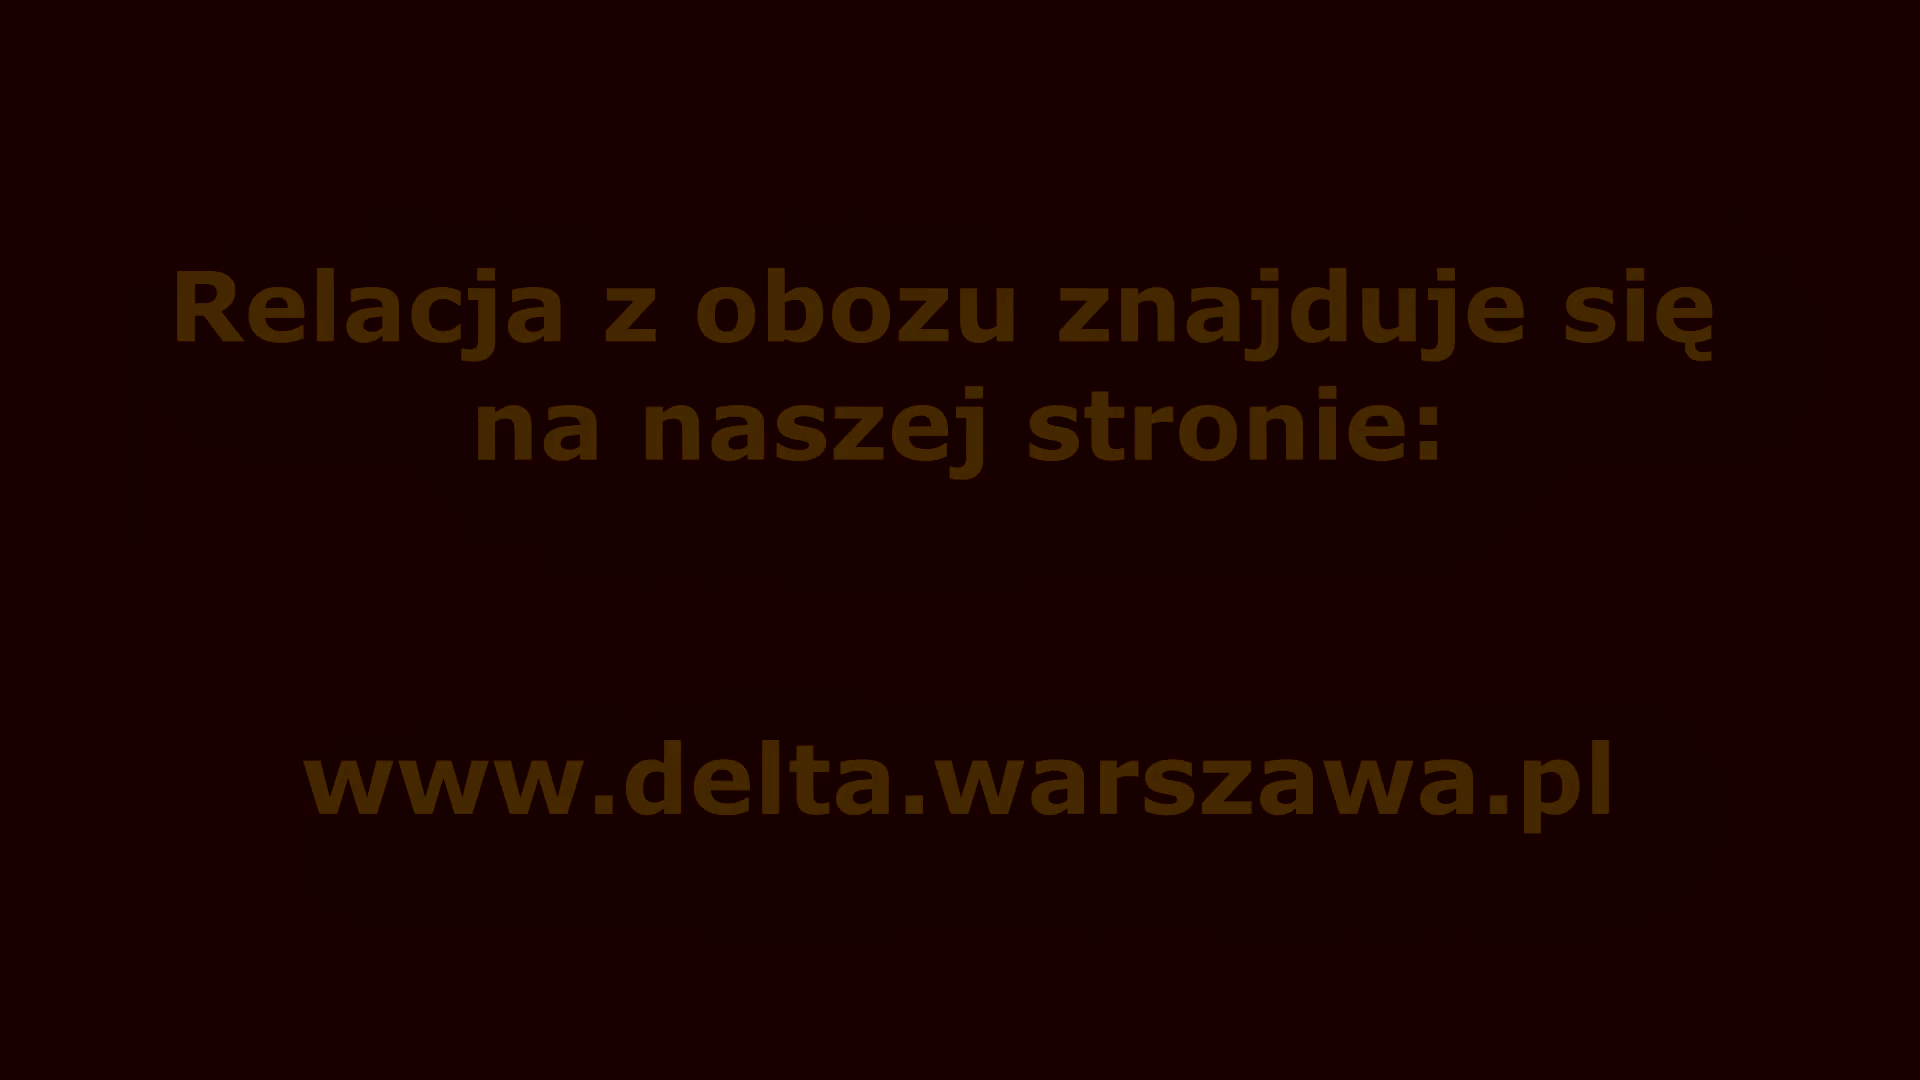 Relacja z obozu znajduje się
na naszej stronie:
www.delta.warszawa.pl